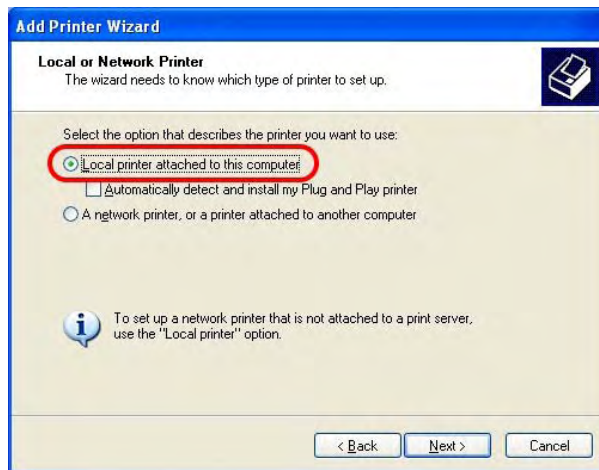 Add Printer Wizard
Local or Network Printer
The wizard needs to know which type of printer to set up.
Select the option that describes the printer you want to use:
Local printer attached to this computer
Automatically detect and install my Plug and Play printer
A network printer, or a printer attached to another computer
To set up a network printer that is not attached to a print server,
use the "Local printer" option.
< Back
Next >
Cancel